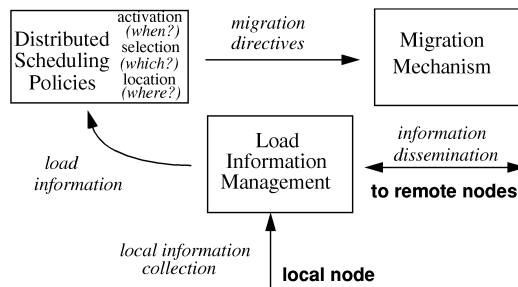 Distributed
Scheduling
Policies
activation
(when?)
selection
(which?)
location
(where?)
migration
directives
Migration
Mechanism
load
information
Load
Information
Management
information
dissemination
to remote nodes
local information
collection
local node